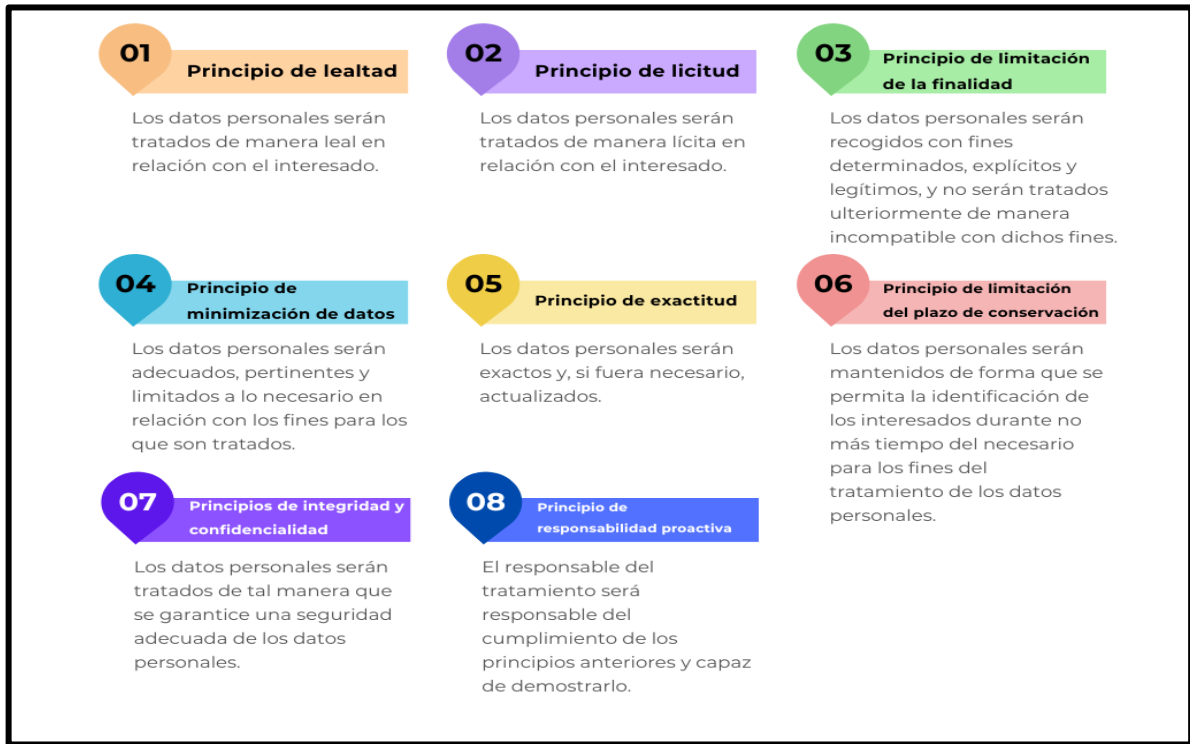 01
Principio de lealtad
Los datos personales serán
tratados de manera leal en
relación con el interesado.
02
Principio de licitud
Los datos personales serán
tratados de manera lícita en
relación con el interesado.
03
Principio de limitación
de la finalidad
Los datos personales serán
recogidos con fines
determinados, explícitos y
legítimos, y no serán tratados
ulteriormente de manera
incompatible con dichos fines.
04
Principio de
minimización de datos
Los datos personales serán
adecuados, pertinentes y
limitados a lo necesario en
relación con los fines para los
que son tratados.
05
Principio de exactitud
Los datos personales serán
exactos y, si fuera necesario,
actualizados.
06
Principio de limitación
del plazo de conservación
Los datos personales serán
mantenidos de forma que se
permita la identificación de
los interesados durante no
más tiempo del necesario
para los fines del
tratamiento de los datos
personales.
07
Principios de integridad y
confidencialidad
Los datos personales serán
tratados de tal manera que
se garantice una seguridad
adecuada de los datos
personales.
08
Principio de
responsabilidad proactiva
El responsable del
tratamiento será
responsable del
cumplimiento de los
principios anteriores y capaz
de demostrarlo.